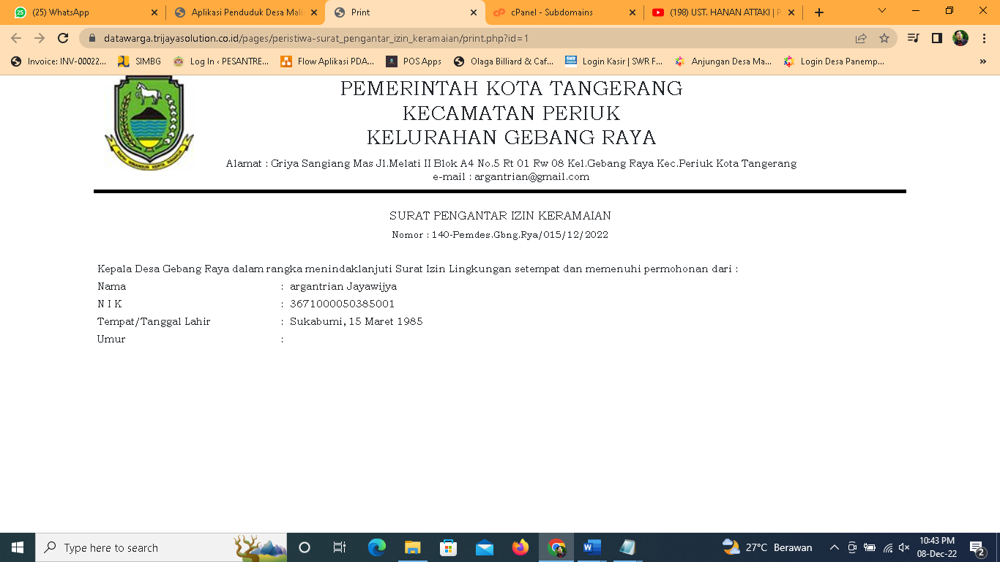 (25) WhatsApp
Aplikasi Penduduk Desa Mali
Print
cPanel - Subdomains
(198) UST. HANAN ATTAKI | P
datawarga.trijayasolution.co.id/pages/peristiwa-surat_pengantar_izin_keramaian/print.php?id=1
Invoice: INV-00022...
SIMBG
Log In ‹ PESANTRE...
Flow Aplikasi PDA...
POS Apps
Olaga Billiard & Caf...
Login Kasir | SWR F...
Anjungan Desa Ma...
Login Desa Panemp...
PEMERINTAH KOTA TANGERANG
KECAMATAN PERIUK
KELURAHAN GEBANG RAYA
Alamat : Griya Sangiang Mas Jl.Melati II Blok A4 No.5 Rt 01 Rw 08 Kel.Gebang Raya Kec.Periuk Kota Tangerang
e-mail : argantrian@gmail.com
SURAT PENGANTAR IZIN KERAMAIAN
Nomor : 140-Pemdes.Gbng.Rya/015/12/2022
Kepala Desa Gebang Raya dalam rangka menindaklanjuti Surat Izin Lingkungan setempat dan memenuhi permohonan dari :
Nama : argantrian Jayawijya
N I K : 3671000050385001
Tempat/Tanggal Lahir : Sukabumi, 15 Maret 1985
Umur :
Type here to search
27°C Berawan
10:43 PM
08-Dec-22
2